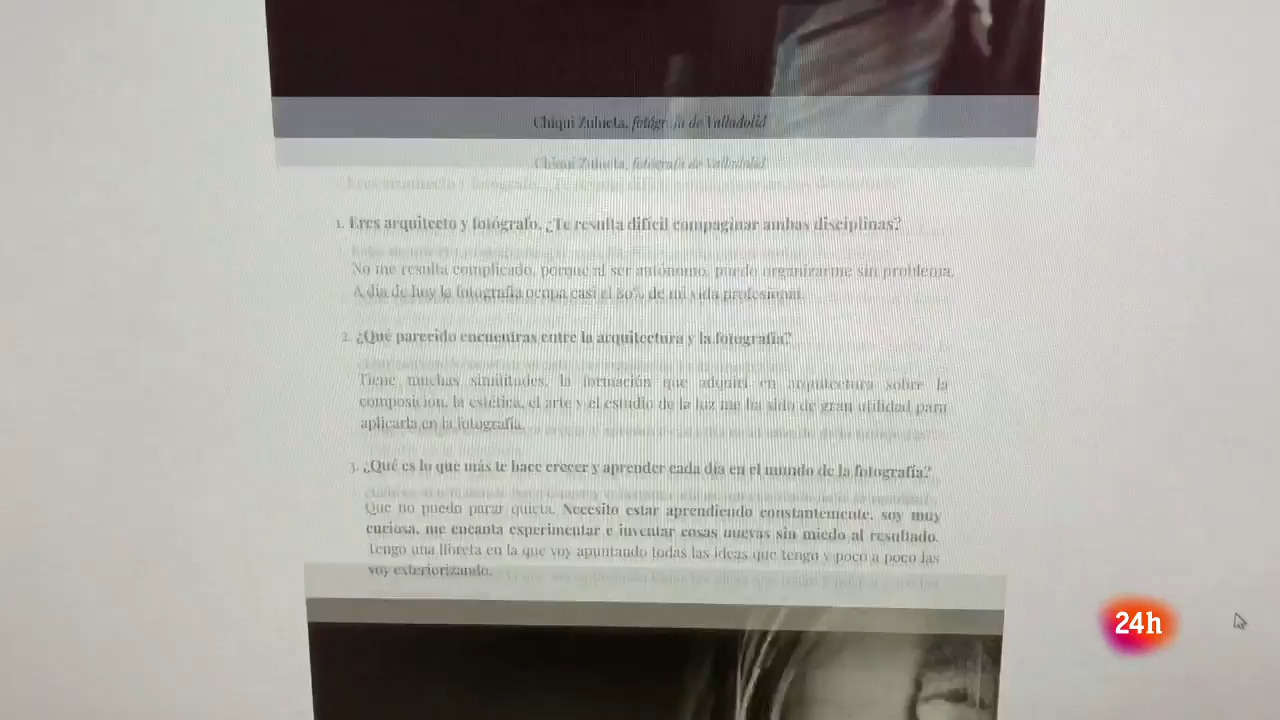 Chiqui Zulueta, fotógrafa de Valladolid
Chiqui Zulueta, fotógrafa de Valladolid
1. Eres arquitecto y fotógrafo, ¿Te resulta difícil compaginar ambas disciplinas?
No me resulta complicado, porque al ser autónomo, puedo organizarme sin problema.
A día de hoy la fotografía ocupa casi el 80% de mi vida profesional.
2. ¿Qué parecido encuentras entre la arquitectura y la fotografía?
Tiene muchas similitudes, la formación que adquirí en arquitectura sobre la
composición, la estética, el arte y el estudio de la luz me ha sido de gran utilidad para
aplicarla en la fotografía.
3. ¿Qué es lo que más te hace crecer y aprender cada día en el mundo de la fotografía?
Que no puedo parar quieta. Necesito estar aprendiendo constantemente, soy muy
curiosa, me encanta experimentar e inventar cosas nuevas sin miedo al resultado.
Tengo una libreta en la que voy apuntando todas las ideas que tengo y poco a poco las
voy exteriorizando.
24h